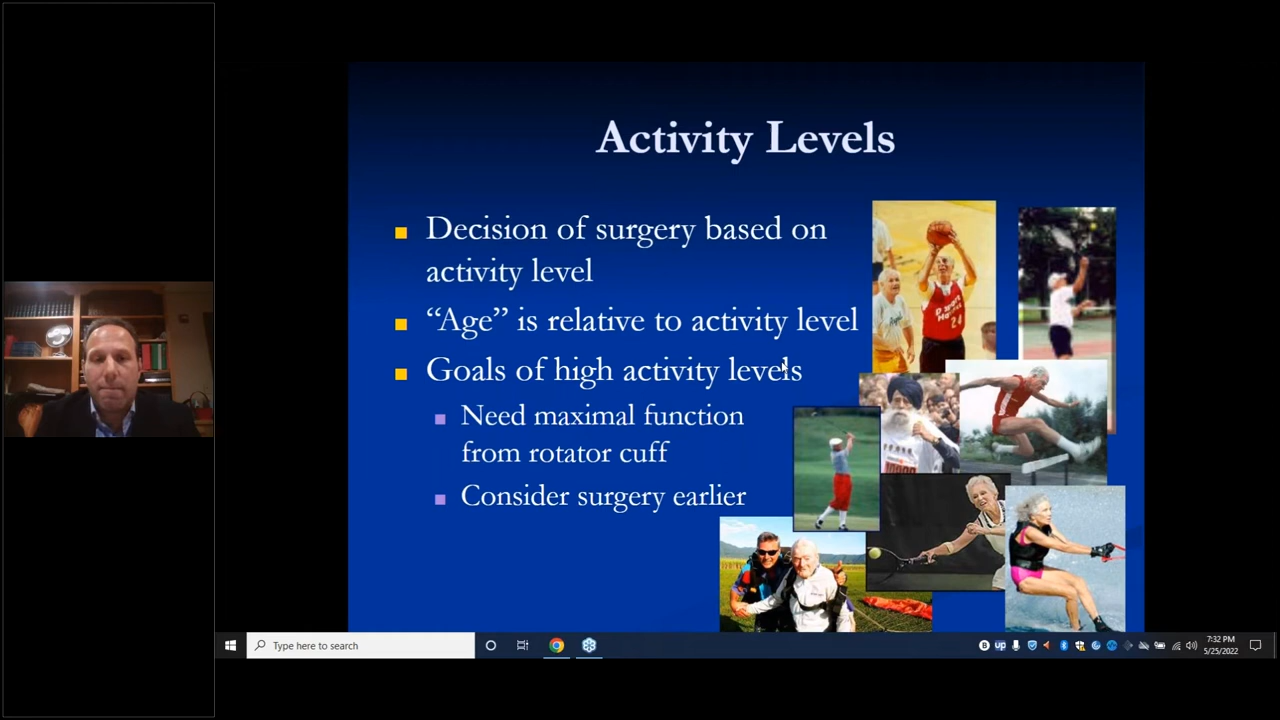 Activity Levels
Decision of surgery based on
activity level
“Age” is relative to activity level
Goals of high activity levels
Need maximal function
from rotator cuff
Consider surgery earlier
24
Type here to search
up
7:32 PM
5/25/2022